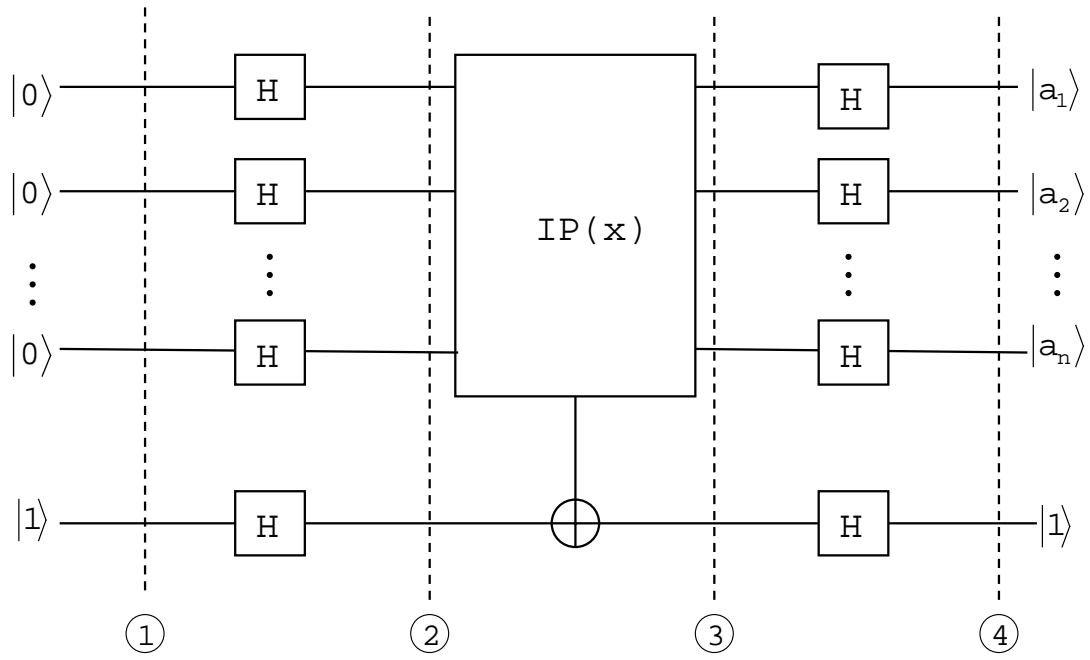 |0⟩ H H |a₁⟩
|0⟩ H H |a₂⟩
IP(x)
|0⟩ H H |aₙ⟩
|1⟩ H H |1⟩
① ② ③ ④